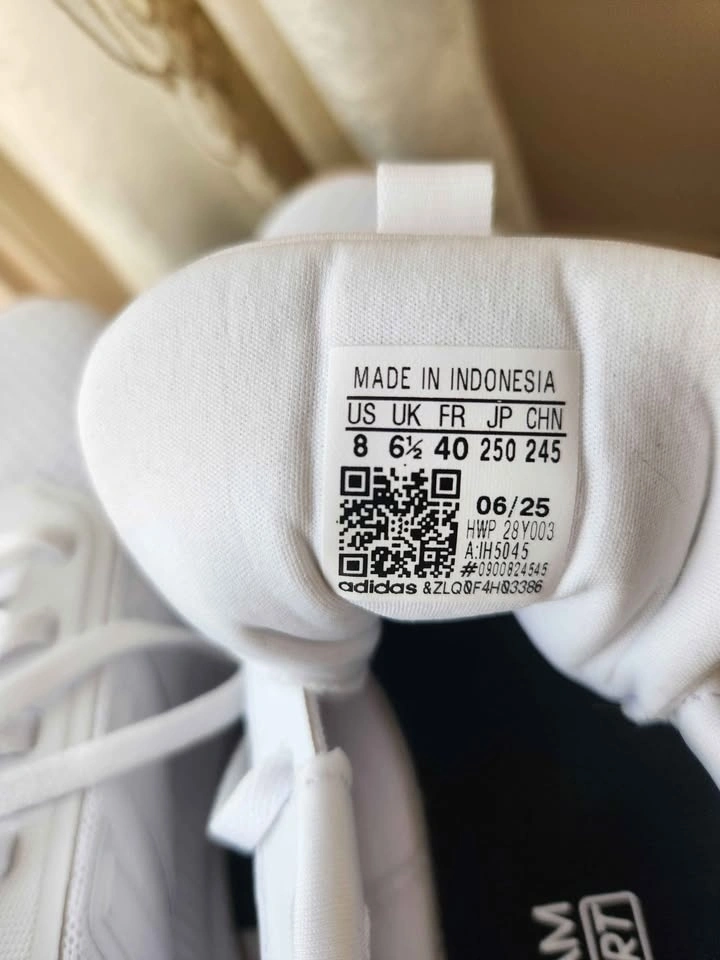 MADE IN INDONESIA
US UK FR JP CHN
8 6½ 40 250 245
06/25
HWP 28Y003
A:IH5045
#0900824545
adidas &ZLQ0F4H03386